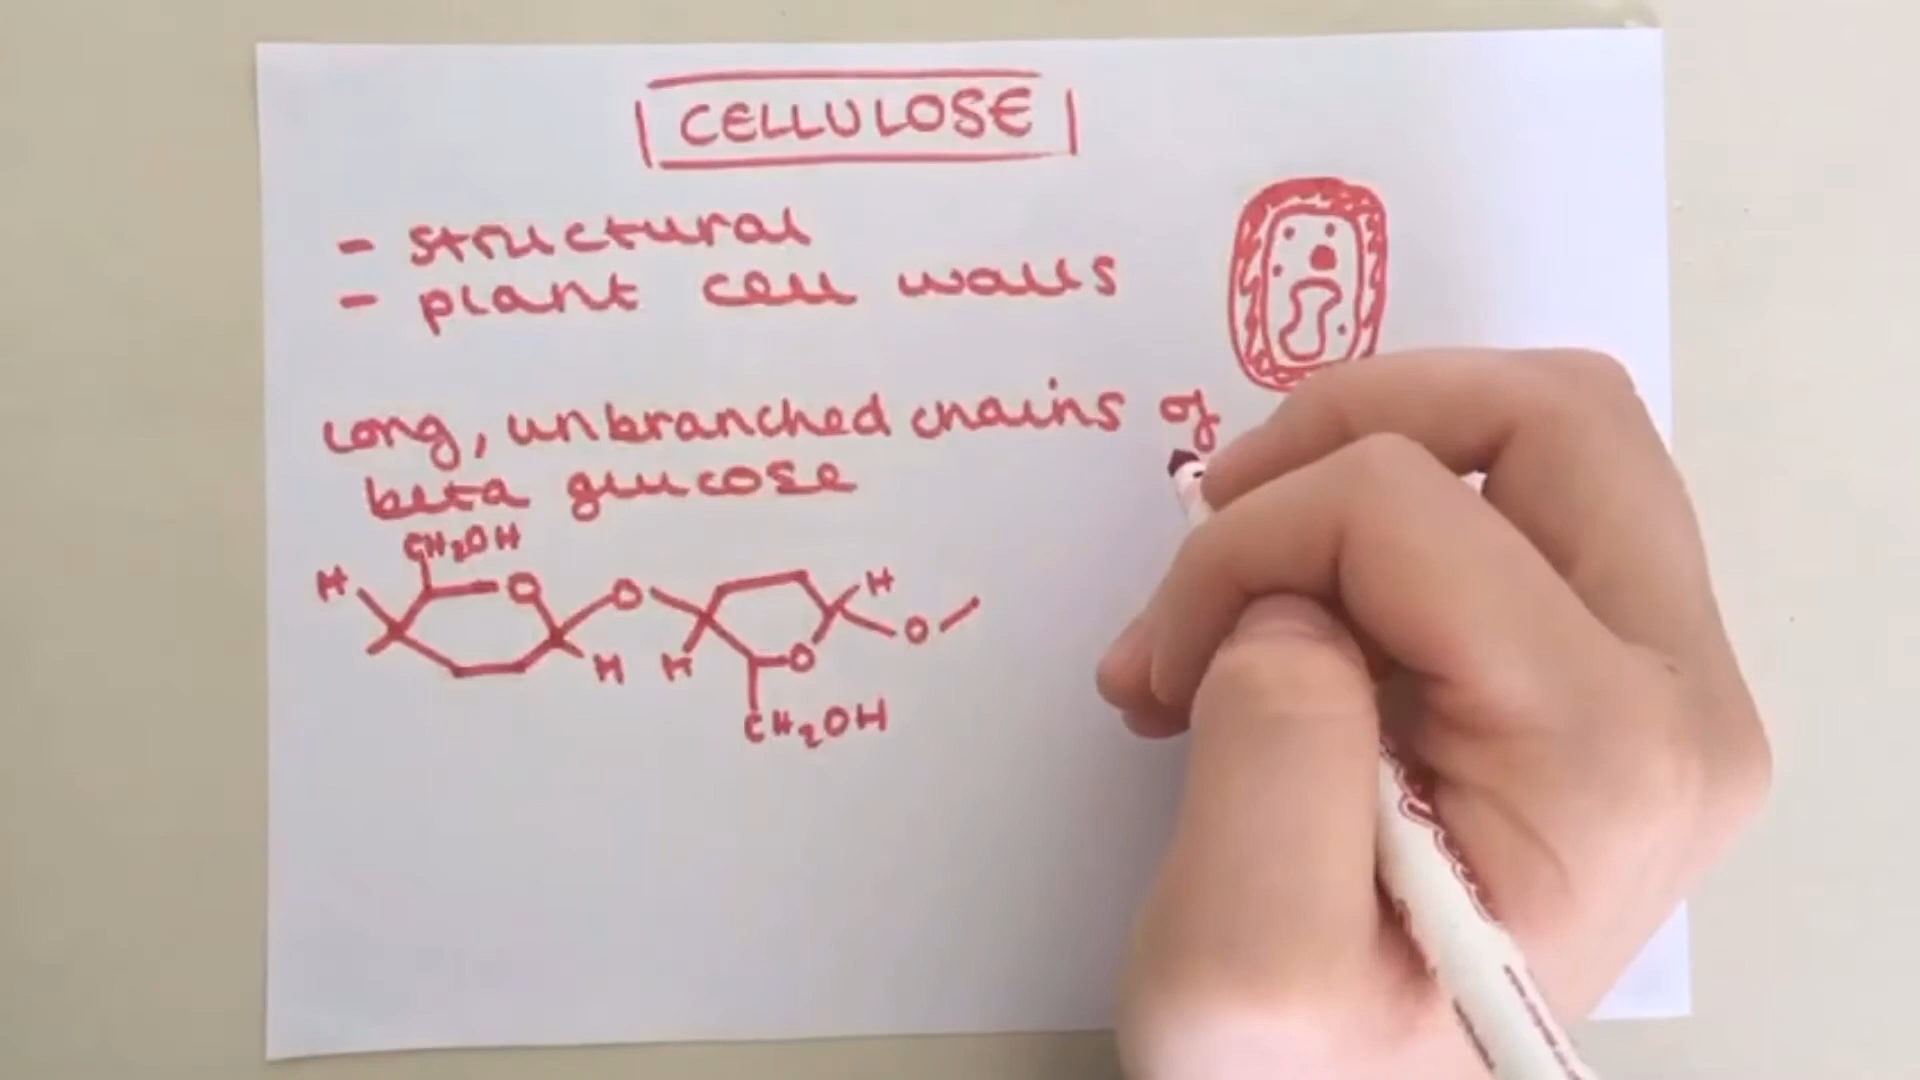 CELLULOSE
- structural
- plant cell walls
long, unbranched chains of
beta glucose
CH2OH
H O O H O
H H O
CH2OH